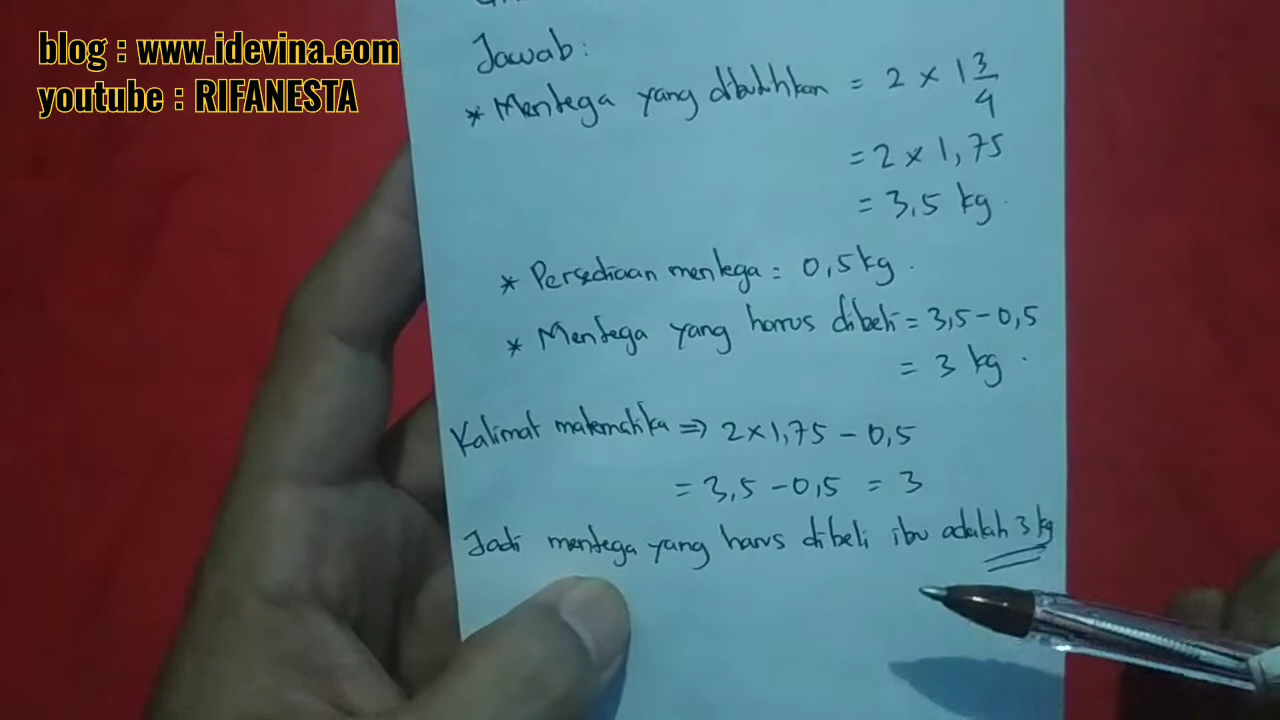 blog : www.idevina.com
youtube : RIFANESTA
Jawab:
* Mentega yang dibutuhkan = 2 × 1 3/4
= 2 × 1,75
= 3,5 kg.
* Persediaan mentega = 0,5 kg.
* Mentega yang harus dibeli = 3,5 - 0,5
= 3 kg.
Kalimat matematika ⇒ 2×1,75 - 0,5
= 3,5 - 0,5 = 3
Jadi mentega yang harus dibeli ibu adalah 3 kg